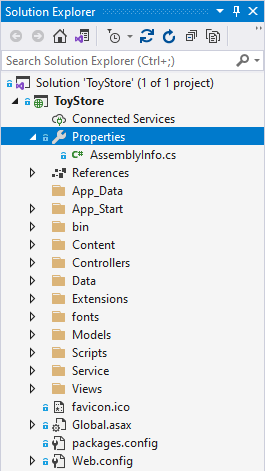 Solution Explorer
Search Solution Explorer (Ctrl+;)
Solution 'ToyStore' (1 of 1 project)
ToyStore
Connected Services
Properties
C# AssemblyInfo.cs
References
App_Data
App_Start
bin
Content
Controllers
Data
Extensions
fonts
Models
Scripts
Service
Views
favicon.ico
Global.asax
packages.config
Web.config